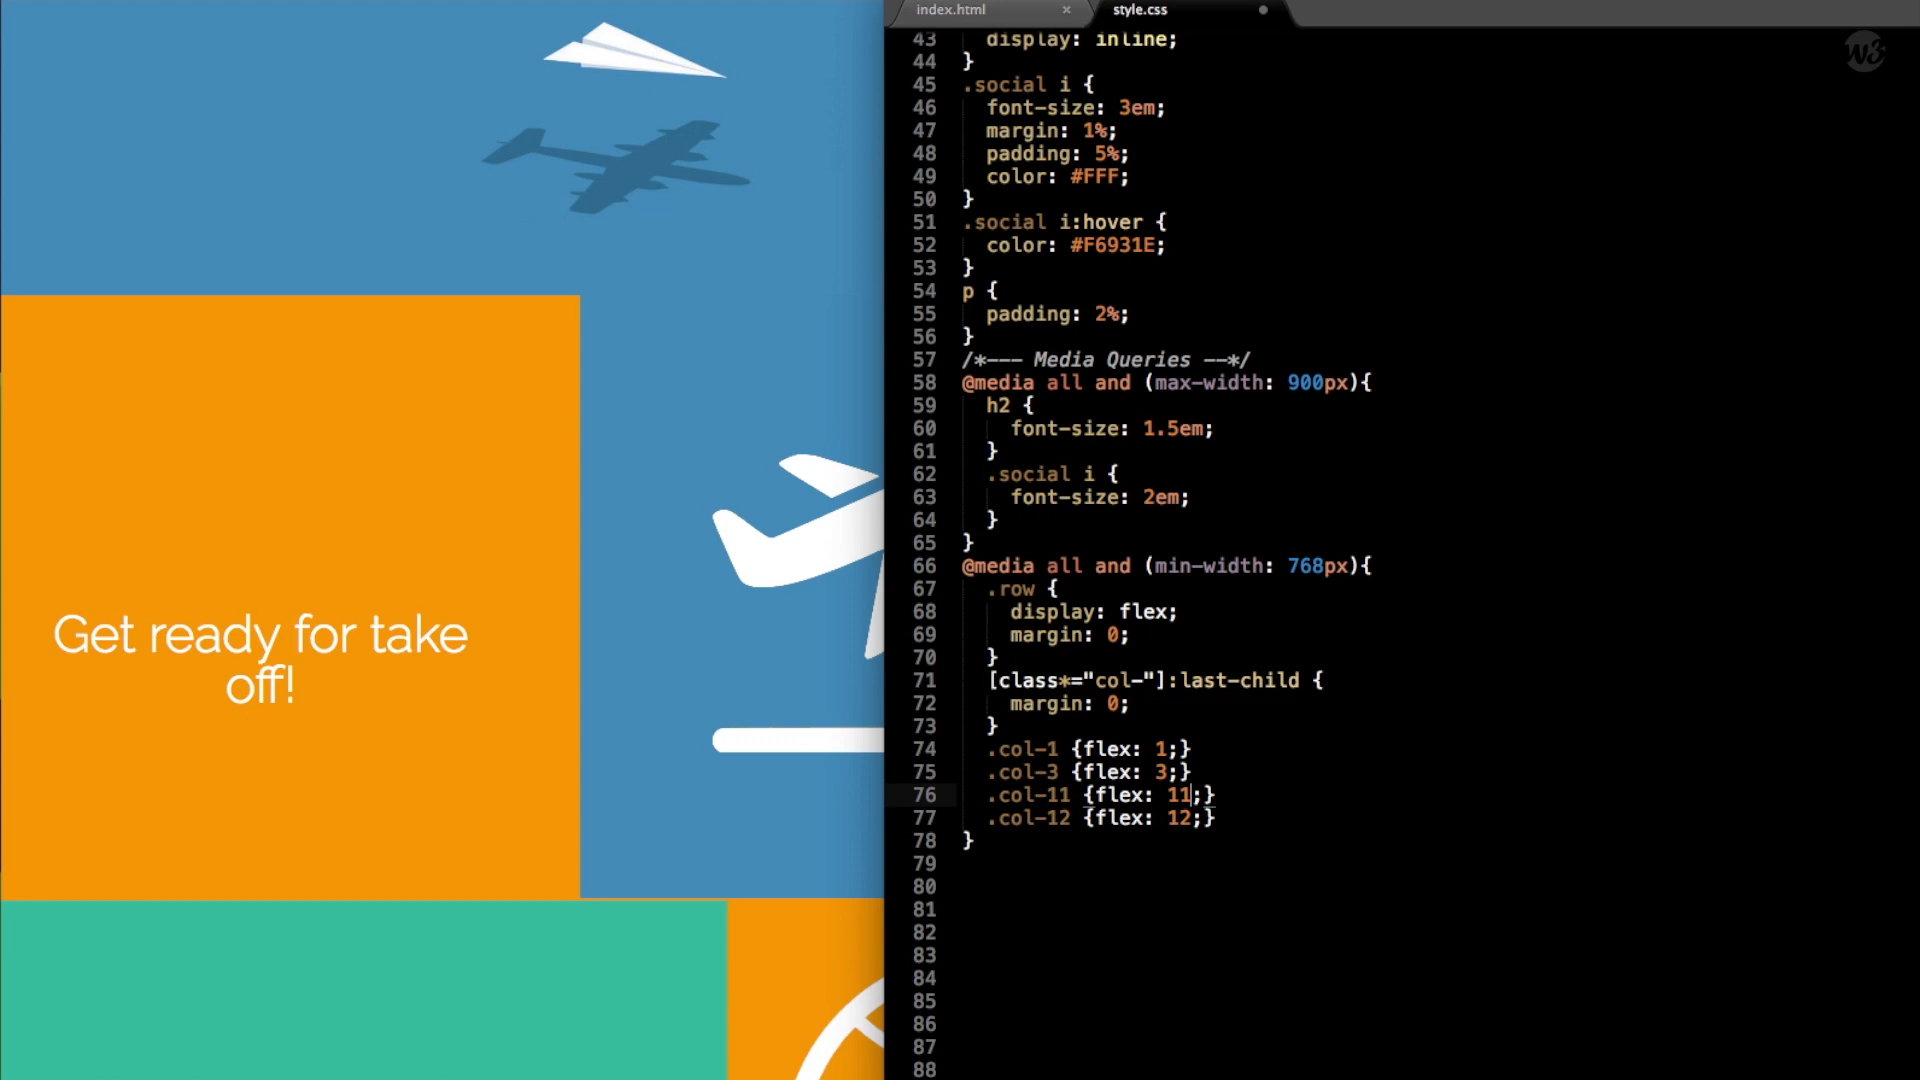 Get ready for take
off!
index.html × style.css
43 display: inline;
44 }
45 .social i {
46 font-size: 3em;
47 margin: 1%;
48 padding: 5%;
49 color: #FFF;
50 }
51 .social i:hover {
52 color: #F6931E;
53 }
54 p {
55 padding: 2%;
56 }
57 /*--- Media Queries --*/
58 @media all and (max-width: 900px){
59 h2 {
60 font-size: 1.5em;
61 }
62 .social i {
63 font-size: 2em;
64 }
65 }
66 @media all and (min-width: 768px){
67 .row {
68 display: flex;
69 margin: 0;
70 }
71 [class*="col-"]:last-child {
72 margin: 0;
73 }
74 .col-1 {flex: 1;}
75 .col-3 {flex: 3;}
76 .col-11 {flex: 11;}
77 .col-12 {flex: 12;}
78 }
79
80
81
82
83
84
85
86
87
88
W3